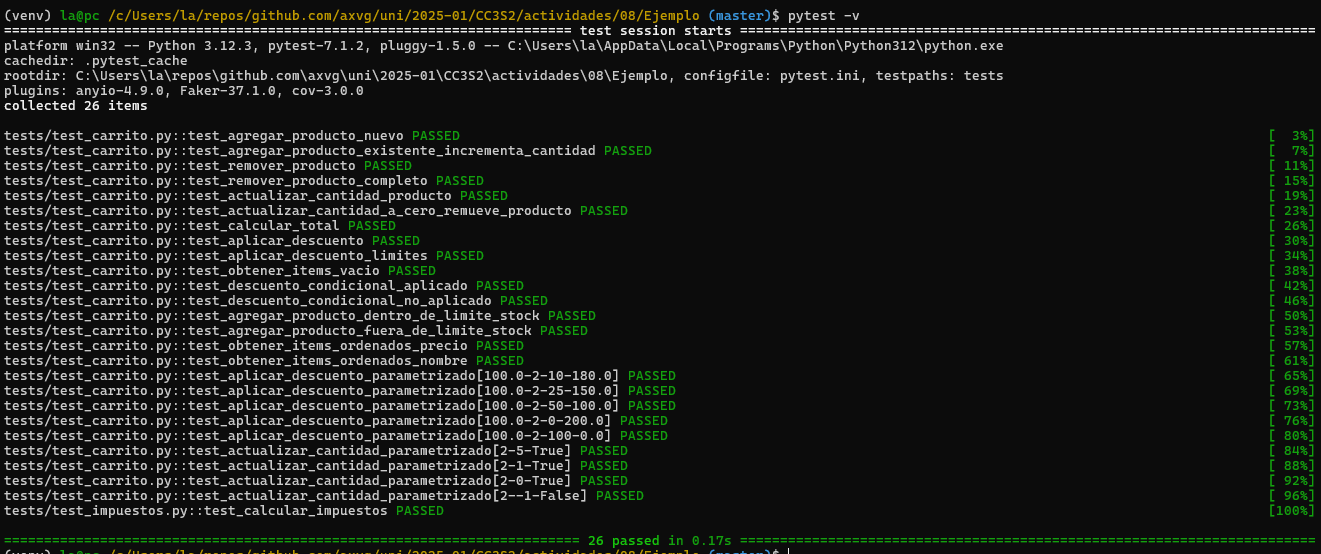 (venv) la@pc /c/Users/la/repos/github.com/axvg/uni/2025-01/CC3S2/actividades/08/Ejemplo (master)$ pytest -v
============================= test session starts =============================
platform win32 -- Python 3.12.3, pytest-7.1.2, pluggy-1.5.0 -- C:\Users\la\AppData\Local\Programs\Python\Python312\python.exe
cachedir: .pytest_cache
rootdir: C:\Users\la\repos\github.com\axvg\uni\2025-01\CC3S2\actividades\08\Ejemplo, configfile: pytest.ini, testpaths: tests
plugins: anyio-4.9.0, Faker-37.1.0, cov-3.0.0
collected 26 items
tests/test_carrito.py::test_agregar_producto_nuevo PASSED [  3%]
tests/test_carrito.py::test_agregar_producto_existente_incrementa_cantidad PASSED [  7%]
tests/test_carrito.py::test_remover_producto PASSED [ 11%]
tests/test_carrito.py::test_remover_producto_completo PASSED [ 15%]
tests/test_carrito.py::test_actualizar_cantidad_producto PASSED [ 19%]
tests/test_carrito.py::test_actualizar_cantidad_a_cero_remueve_producto PASSED [ 23%]
tests/test_carrito.py::test_calcular_total PASSED [ 26%]
tests/test_carrito.py::test_aplicar_descuento PASSED [ 30%]
tests/test_carrito.py::test_aplicar_descuento_limites PASSED [ 34%]
tests/test_carrito.py::test_obtener_items_vacio PASSED [ 38%]
tests/test_carrito.py::test_descuento_condicional_aplicado PASSED [ 42%]
tests/test_carrito.py::test_descuento_condicional_no_aplicado PASSED [ 46%]
tests/test_carrito.py::test_agregar_producto_dentro_de_limite_stock PASSED [ 50%]
tests/test_carrito.py::test_agregar_producto_fuera_de_limite_stock PASSED [ 53%]
tests/test_carrito.py::test_obtener_items_ordenados_precio PASSED [ 57%]
tests/test_carrito.py::test_obtener_items_ordenados_nombre PASSED [ 61%]
tests/test_carrito.py::test_aplicar_descuento_parametrizado[100.0-2-10-180.0] PASSED [ 65%]
tests/test_carrito.py::test_aplicar_descuento_parametrizado[100.0-2-25-150.0] PASSED [ 69%]
tests/test_carrito.py::test_aplicar_descuento_parametrizado[100.0-2-50-100.0] PASSED [ 73%]
tests/test_carrito.py::test_aplicar_descuento_parametrizado[100.0-2-0-200.0] PASSED [ 76%]
tests/test_carrito.py::test_aplicar_descuento_parametrizado[100.0-2-100-0.0] PASSED [ 80%]
tests/test_carrito.py::test_actualizar_cantidad_parametrizado[2-5-True] PASSED [ 84%]
tests/test_carrito.py::test_actualizar_cantidad_parametrizado[2-1-True] PASSED [ 88%]
tests/test_carrito.py::test_actualizar_cantidad_parametrizado[2-0-True] PASSED [ 92%]
tests/test_carrito.py::test_actualizar_cantidad_parametrizado[2--1-False] PASSED [ 96%]
tests/test_impuestos.py::test_calcular_impuestos PASSED [100%]
============================= 26 passed in 0.17s =============================
(venv) la@pc /c/Users/la/repos/github.com/axvg/uni/2025-01/CC3S2/actividades/08/Ejemplo (master)$